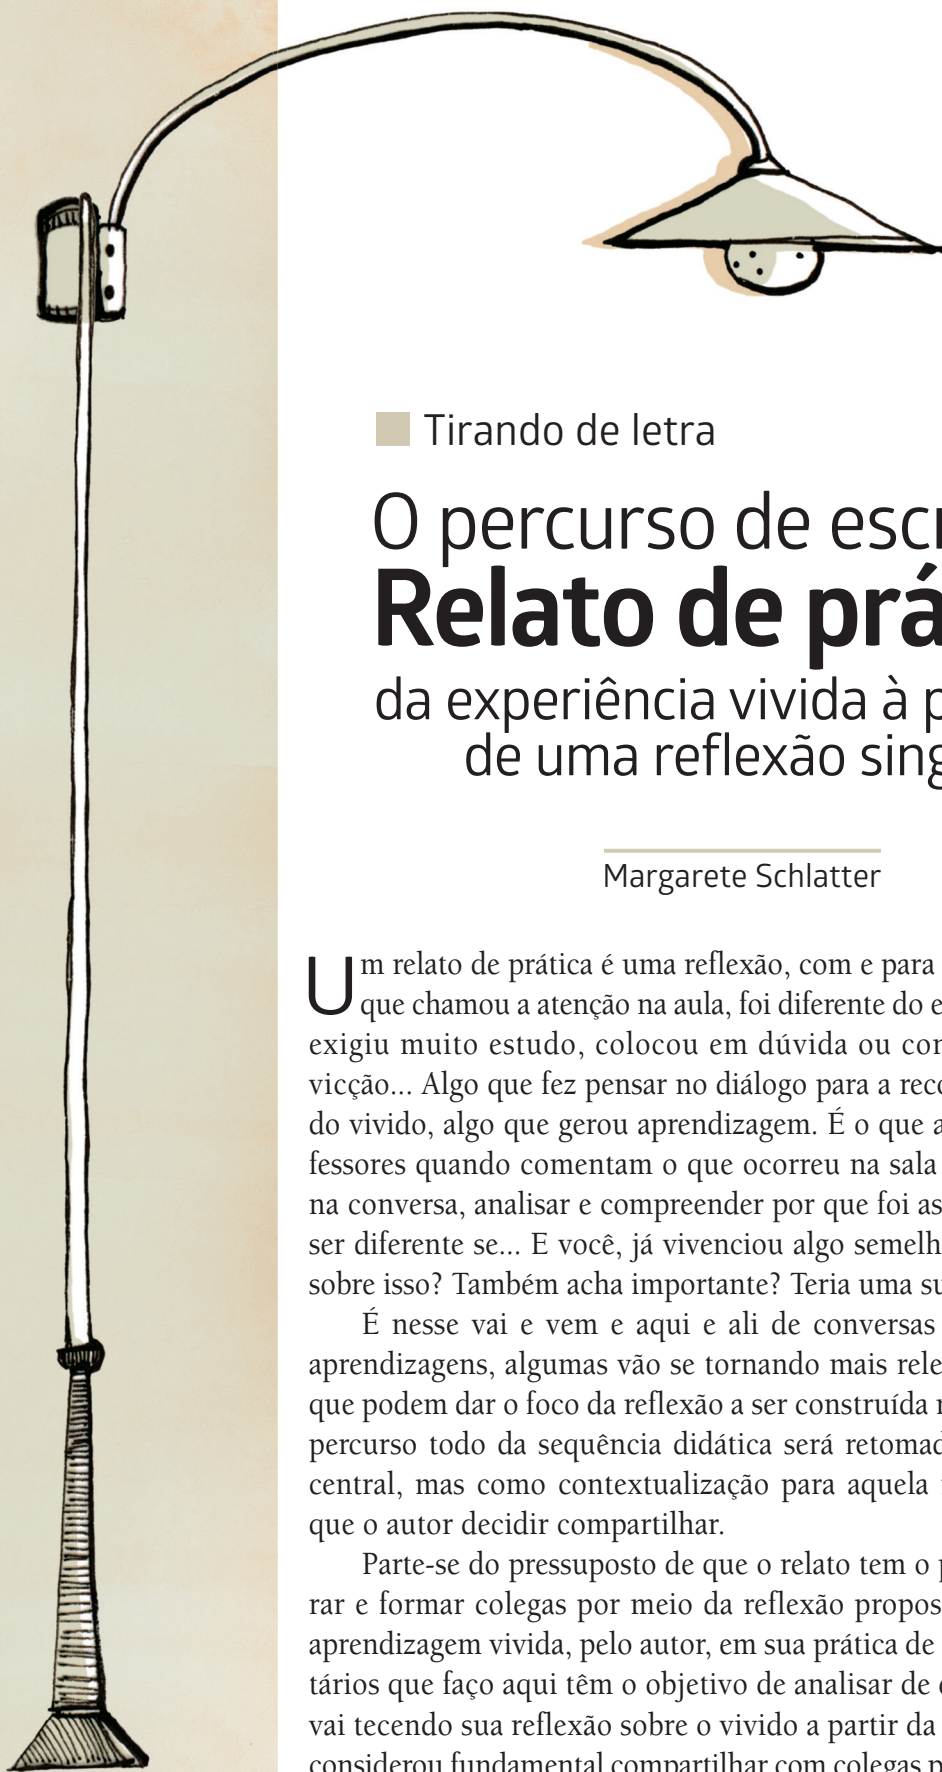 Tirando de letra
O percurso de escr
Relato de prá
da experiência vivida à p
de uma reflexão sing
Margarete Schlatter
Um relato de prática é uma reflexão, com e para
que chamou a atenção na aula, foi diferente do e
exigiu muito estudo, colocou em dúvida ou con
vicção... Algo que fez pensar no diálogo para a reco
do vivido, algo que gerou aprendizagem. É o que a
fessores quando comentam o que ocorreu na sala
na conversa, analisar e compreender por que foi as
ser diferente se... E você, já vivenciou algo semelh
sobre isso? Também acha importante? Teria uma su
É nesse vai e vem e aqui e ali de conversas
aprendizagens, algumas vão se tornando mais rele
que podem dar o foco da reflexão a ser construída
percurso todo da sequência didática será retomad
central, mas como contextualização para aquela
que o autor decidir compartilhar.
Parte-se do pressuposto de que o relato tem o p
rar e formar colegas por meio da reflexão propos
aprendizagem vivida, pelo autor, em sua prática de
tários que faço aqui têm o objetivo de analisar de
vai tecendo sua reflexão sobre o vivido a partir da
considerou fundamental compartilhar com colegas p